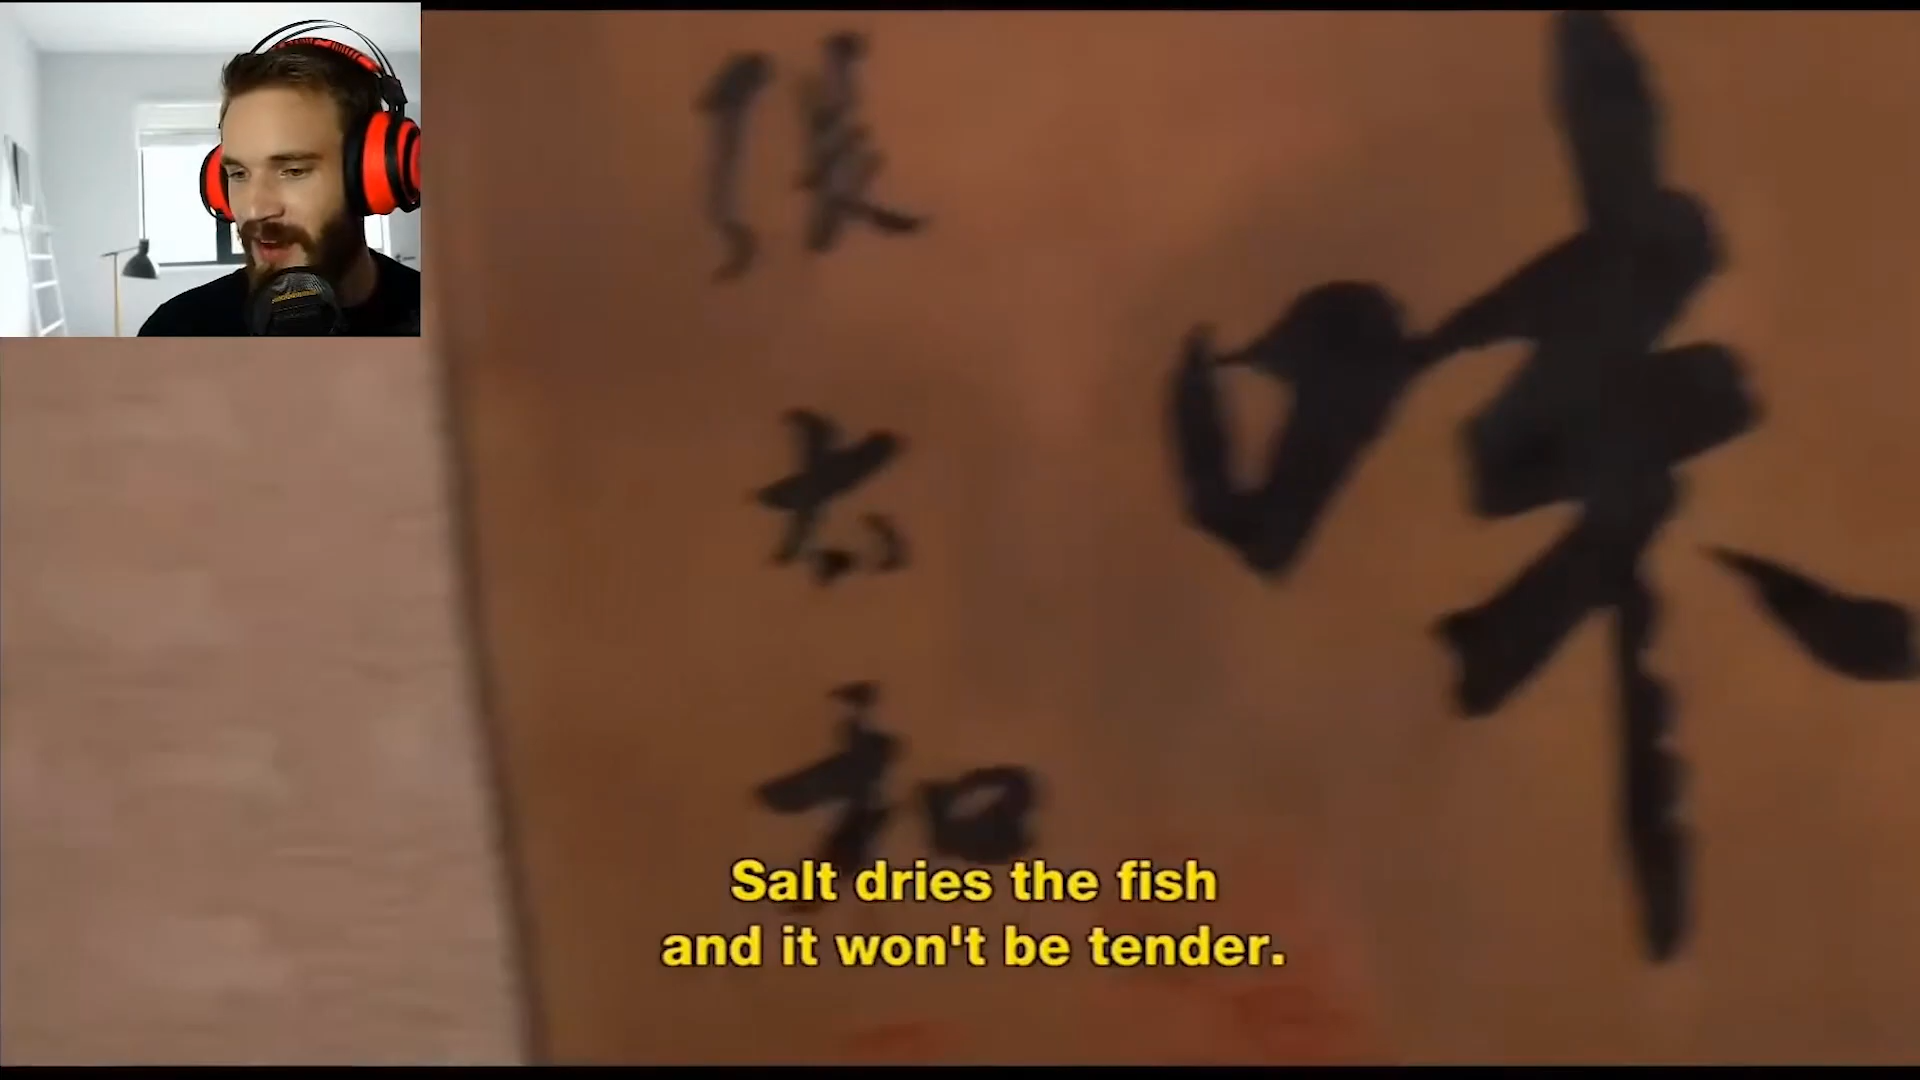 味
張志和
Salt dries the fish
and it won't be tender.